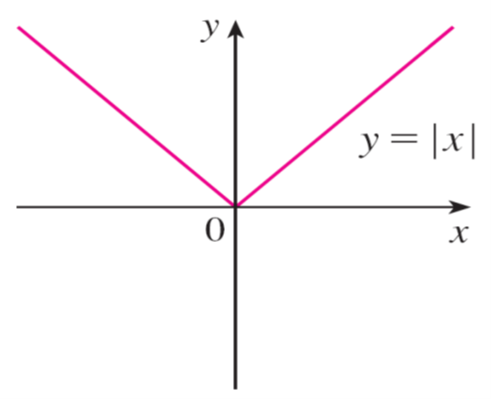 y
y = |x|
0
x